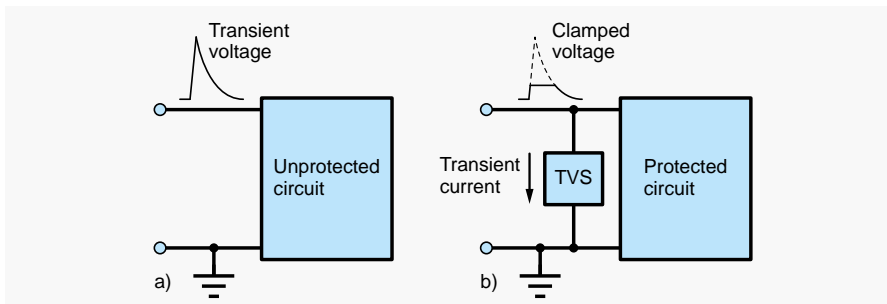 Transient
voltage
Unprotected
circuit
a)
Clamped
voltage
Transient
current
TVS
Protected
circuit
b)